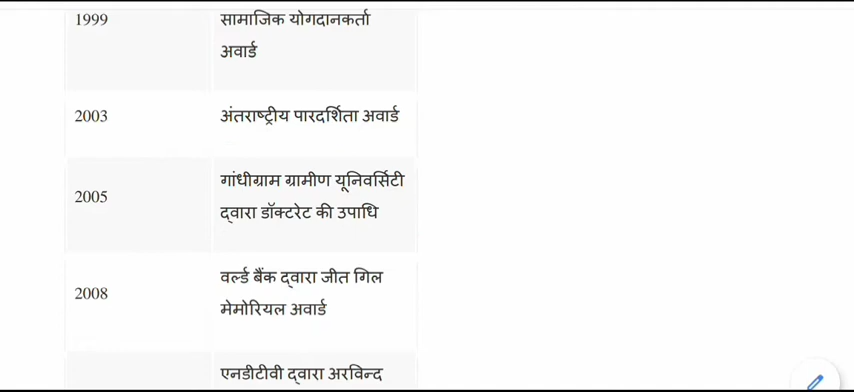 1999
सामाजिक योगदानकर्ता
अवार्ड
2003
अंतराष्ट्रीय पारदर्शिता अवार्ड
2005
गांधीग्राम ग्रामीण यूनिवर्सिटी
द्वारा डॉक्टरेट की उपाधि
2008
वर्ल्ड बैंक द्वारा जीत गिल
मेमोरियल अवार्ड
एनडीटीवी द्वारा अरविन्द